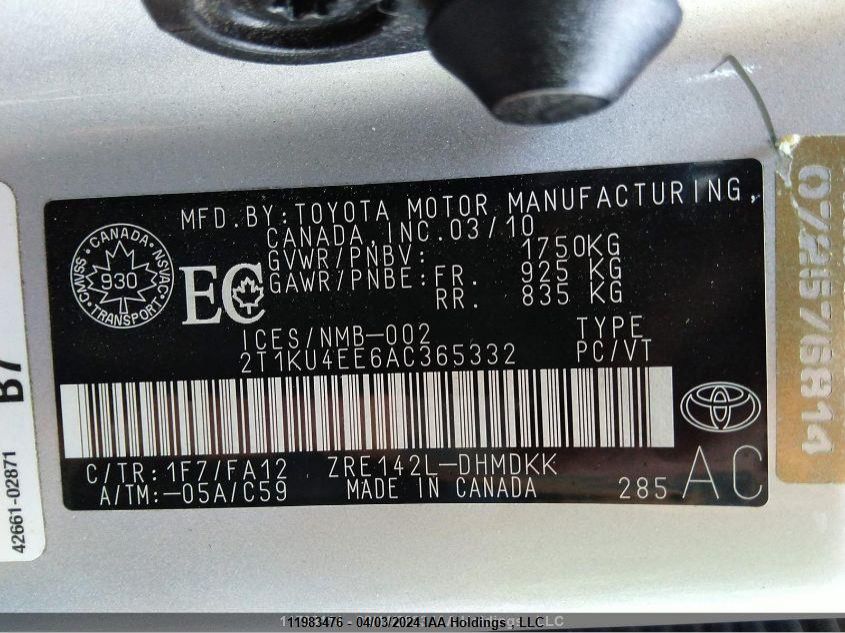 MFD.BY:TOYOTA MOTOR MANUFACTURING,
CANADA,INC.03/10
GVWR/PNBV: 1750KG
GAWR/PNBE:FR. 925 KG
RR. 835 KG
CANADA
CMVSS NSVAC
930
TRANSPORT
EC
ICES/NMB-002 TYPE
2T1KU4EE6AC365332 PC/VT
C/TR:1F7/FA12 ZRE142L-DHMDKK
A/TM:-05A/C59 MADE IN CANADA 285 AC
B7
42661-02871
11983476 - 04/03/2024 IAA Holdings , LLC